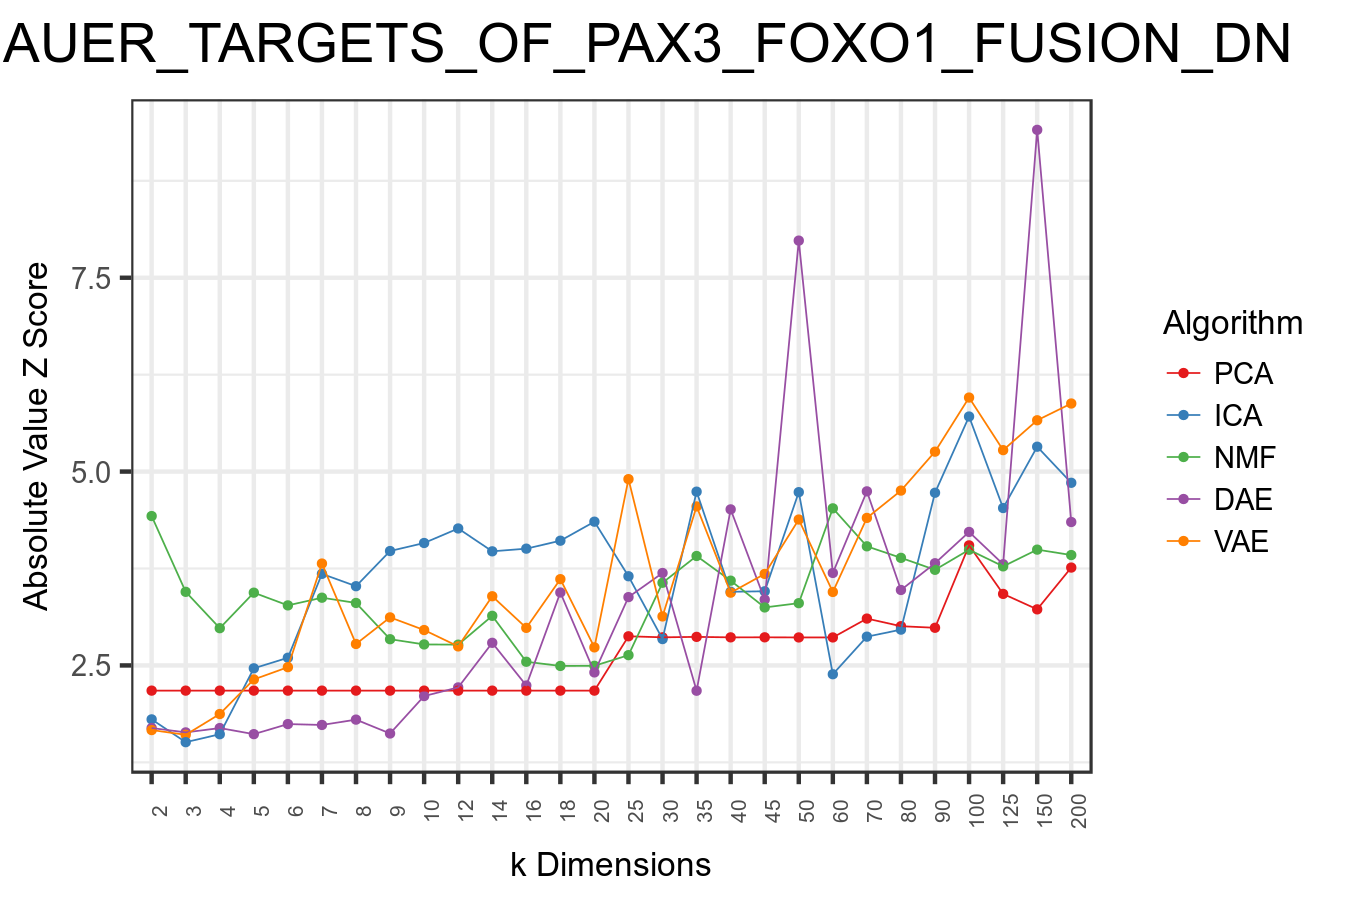 AUER_TARGETS_OF_PAX3_FOXO1_FUSION_DN
Absolute Value Z Score
7.5
5.0
2.5
2 3 4 5 6 7 8 9 10 12 14 16 18 20 25 30 35 40 45 50 60 70 80 90 100 125 150 200
k Dimensions
Algorithm
PCA
ICA
NMF
DAE
VAE